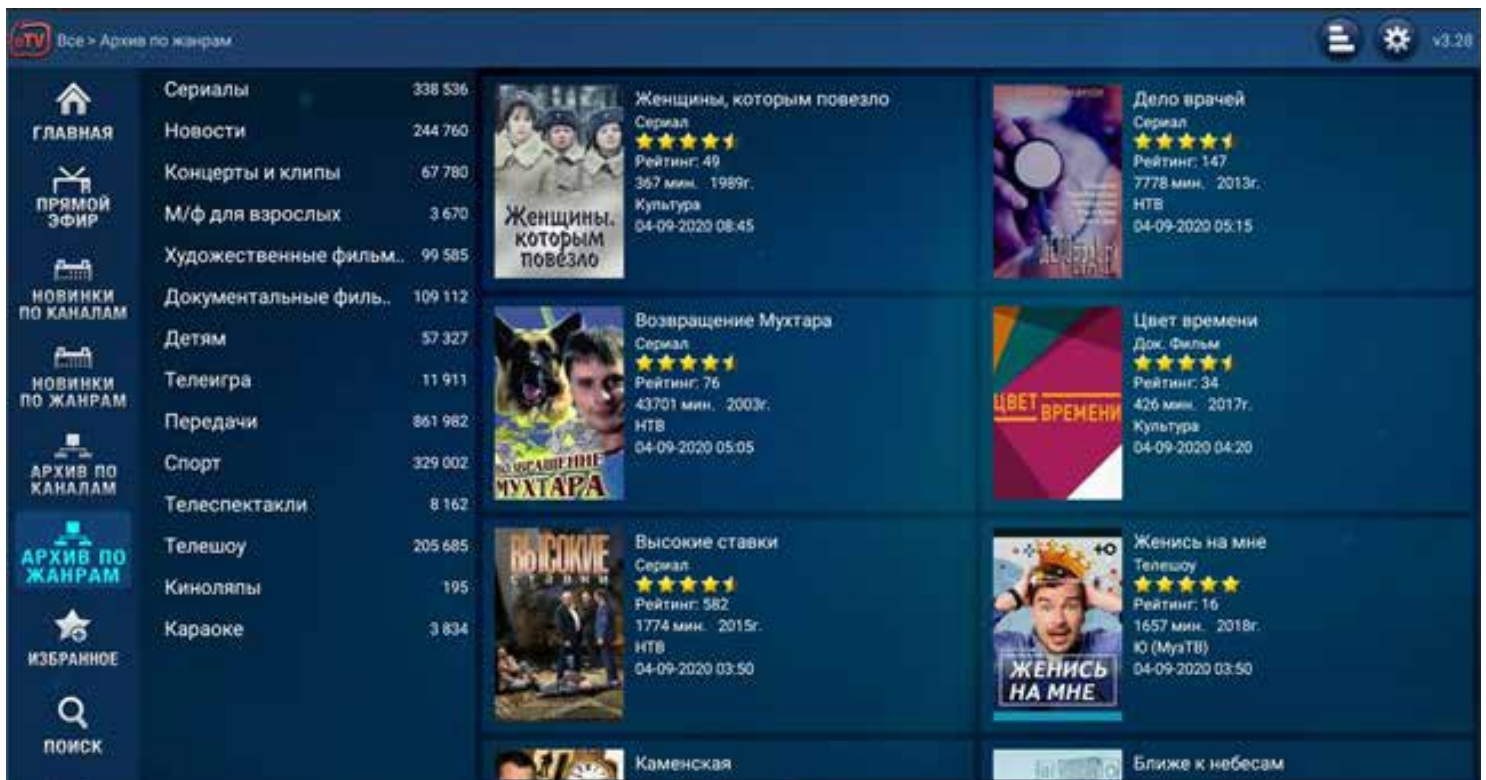 eTV
Все > Архив по жанрам
v3.28
ГЛАВНАЯ
ПРЯМОЙ
ЭФИР
НОВИНКИ
ПО КАНАЛАМ
НОВИНКИ
ПО ЖАНРАМ
АРХИВ ПО
КАНАЛАМ
АРХИВ ПО
ЖАНРАМ
ИЗБРАННОЕ
ПОИСК
Сериалы 338 536
Новости 244 760
Концерты и клипы 67 780
М/ф для взрослых 3 670
Художественные фильм.. 99 585
Документальные филь.. 109 112
Детям 57 327
Телеигра 11 911
Передачи 861 982
Спорт 329 002
Телеспектакли 8 162
Телешоу 205 685
Киноляпы 195
Караоке 3 834
Женщины,
которым
повезло
Женщины, которым повезло
Сериал
Рейтинг: 49
367 мин. 1989г.
Культура
04-09-2020 08:45
Дело врачей
Сериал
Рейтинг: 147
7778 мин. 2013г.
НТВ
04-09-2020 05:15
ВОЗВРАЩЕНИЕ
МУХТАРА
Возвращение Мухтара
Сериал
Рейтинг: 76
43701 мин. 2003г.
НТВ
04-09-2020 05:05
ЦВЕТ ВРЕМЕНИ
Цвет времени
Док. Фильм
Рейтинг: 34
426 мин. 2017г.
Культура
04-09-2020 04:20
ВЫСОКИЕ
СТАВКИ
Высокие ставки
Сериал
Рейтинг: 582
1774 мин. 2015г.
НТВ
04-09-2020 03:50
Ю
ЖЕНИСЬ
НА МНЕ
Женись на мне
Телешоу
Рейтинг: 16
1657 мин. 2018г.
Ю (МузТВ)
04-09-2020 03:50
Каменская
Ближе к небесам